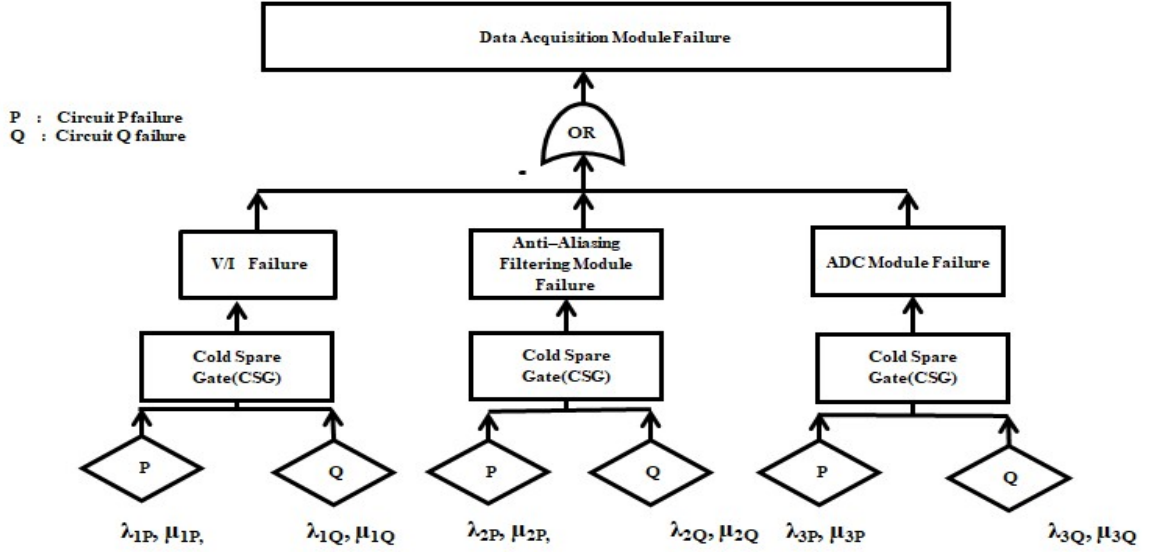 Data Acquisition Module Failure
P : Circuit P failure
Q : Circuit Q failure
OR
V/I Failure
Anti–Aliasing
Filtering Module
Failure
ADC Module Failure
Cold Spare
Gate(CSG)
Cold Spare
Gate(CSG)
Cold Spare
Gate(CSG)
P
Q
P
Q
P
Q
λ1P, μ1P,
λ1Q, μ1Q
λ2P, μ2P,
λ2Q, μ2Q
λ3P, μ3P
λ3Q, μ3Q